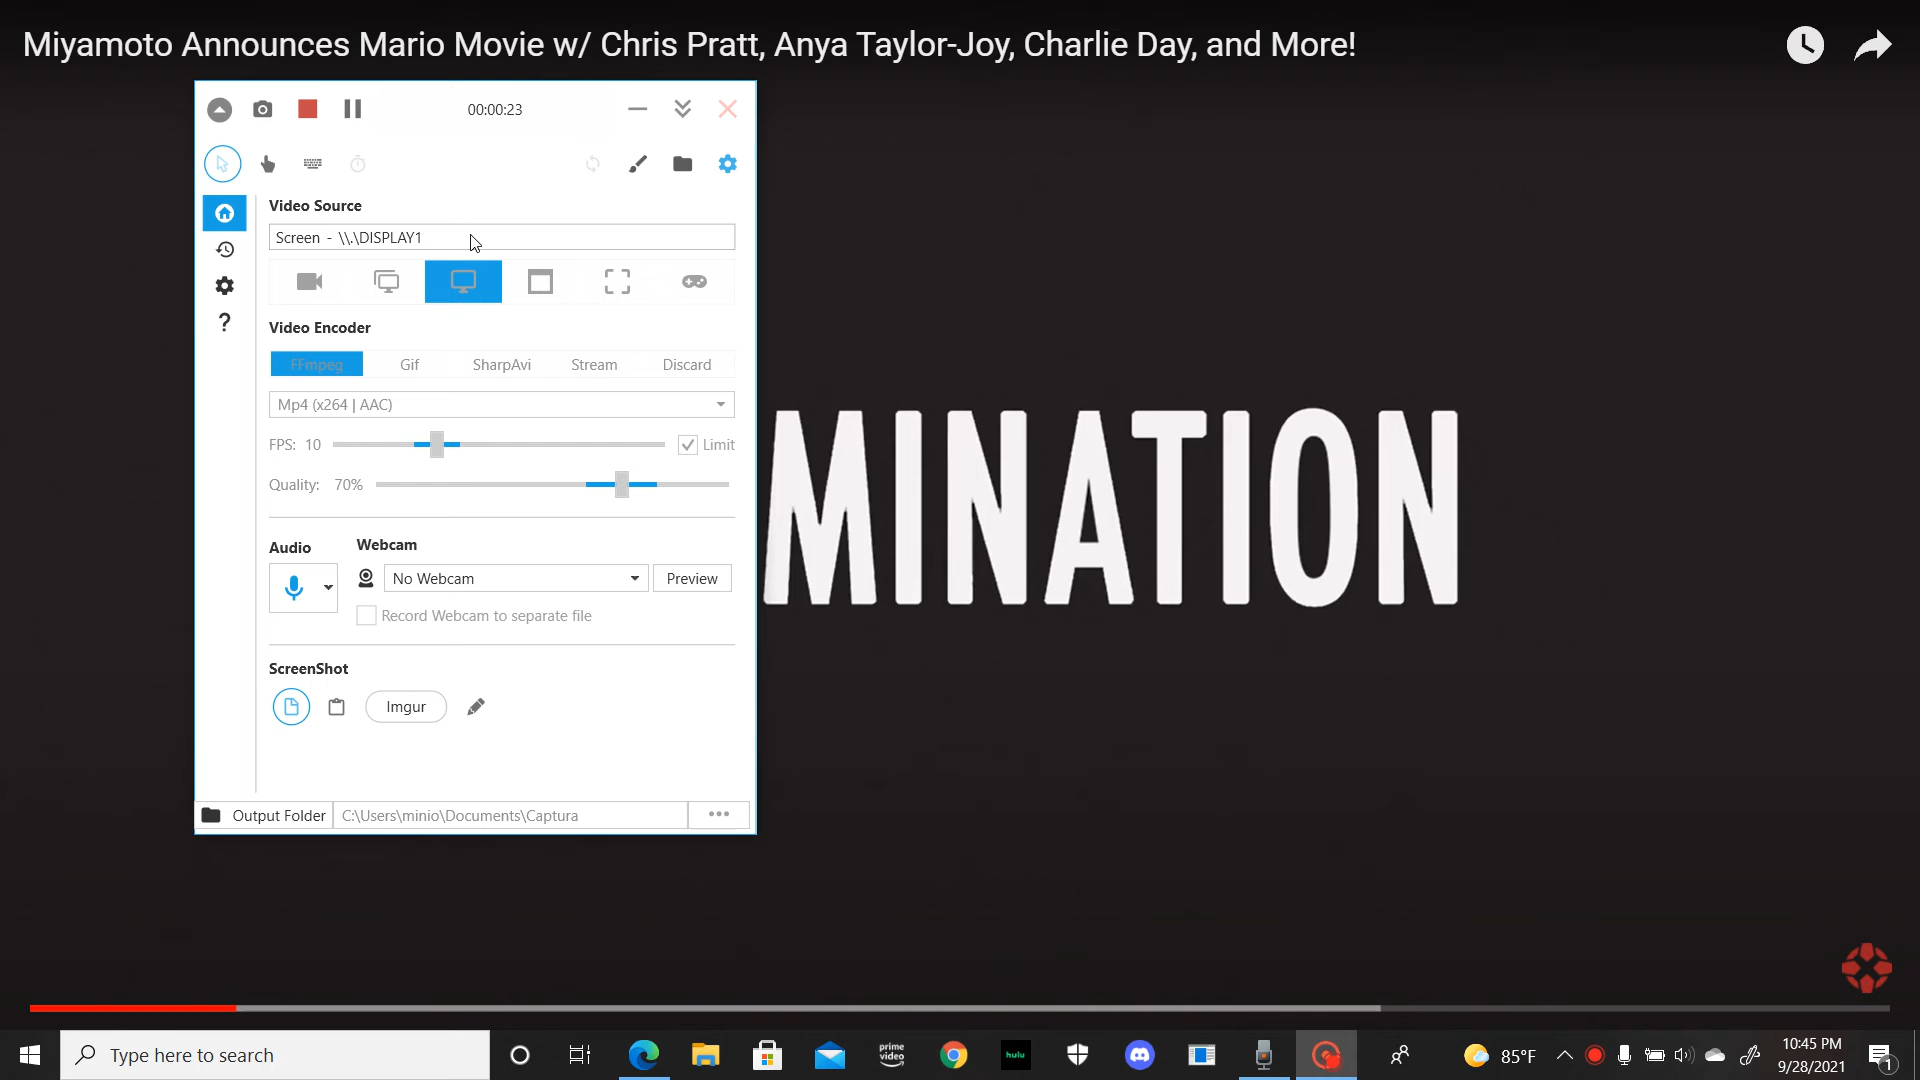 Miyamoto Announces Mario Movie w/ Chris Pratt, Anya Taylor-Joy, Charlie Day, and More!
00:00:23
Video Source
Screen - \\.\DISPLAY1
Video Encoder
FFmpeg Gif SharpAvi Stream Discard
Mp4 (x264 | AAC)
FPS: 10 Limit
Quality: 70%
MINATION
Audio Webcam
No Webcam Preview
Record Webcam to separate file
ScreenShot
Imgur
Output Folder C:\Users\minio\Documents\Captura •••
Type here to search
prime video
hulu
85°F
10:45 PM
9/28/2021
1